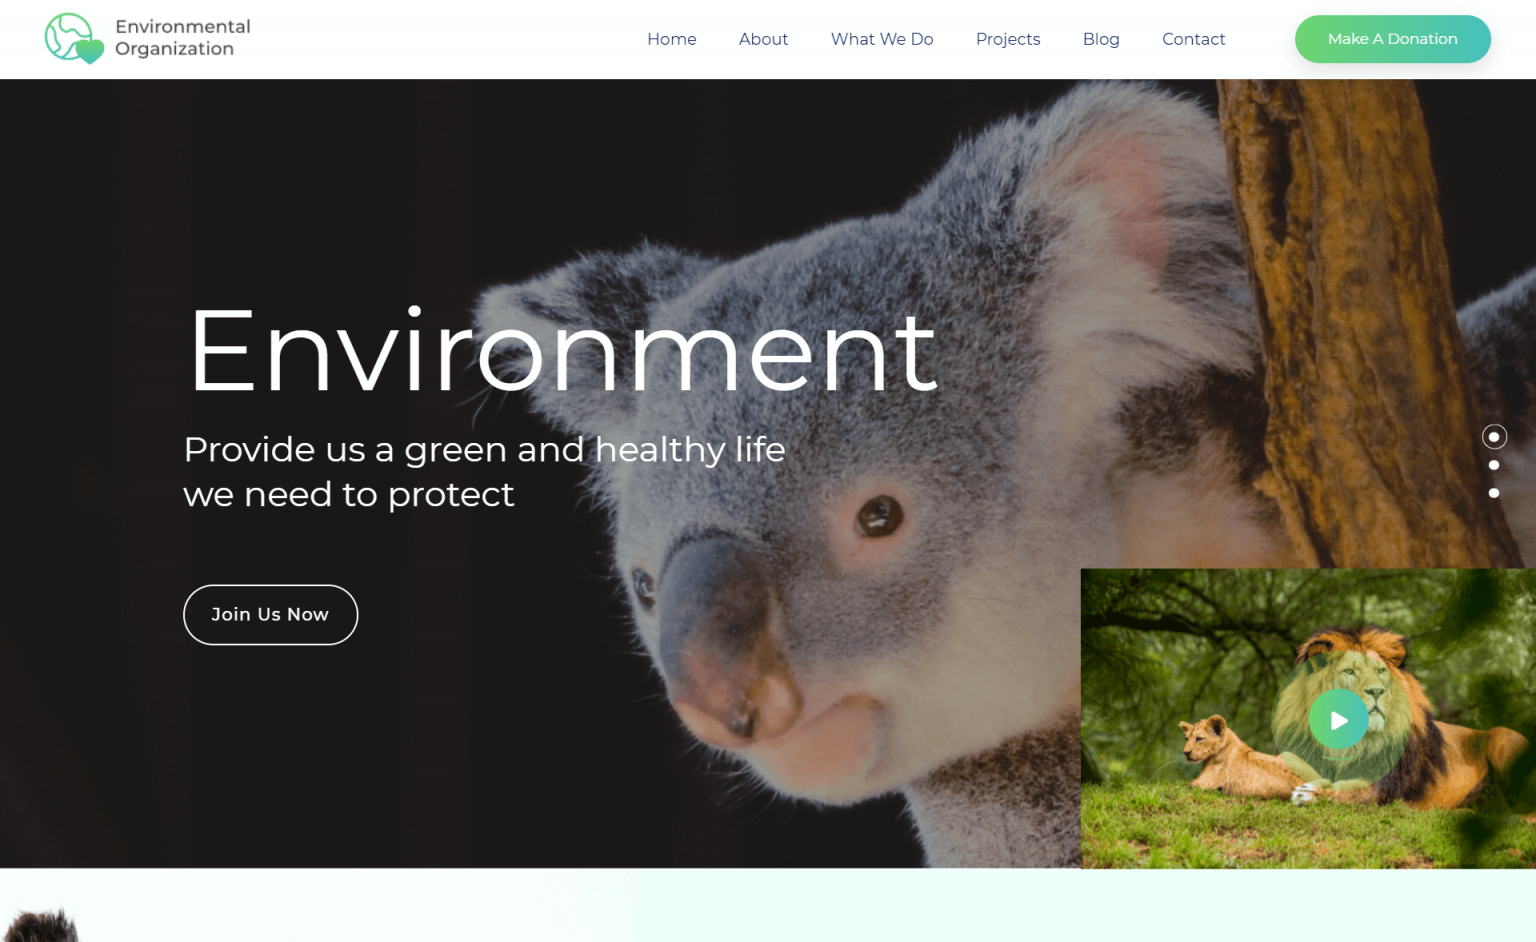 Environmental
Organization
Home
About
What We Do
Projects
Blog
Contact
Make A Donation
Environment
Provide us a green and healthy life
we need to protect
Join Us Now